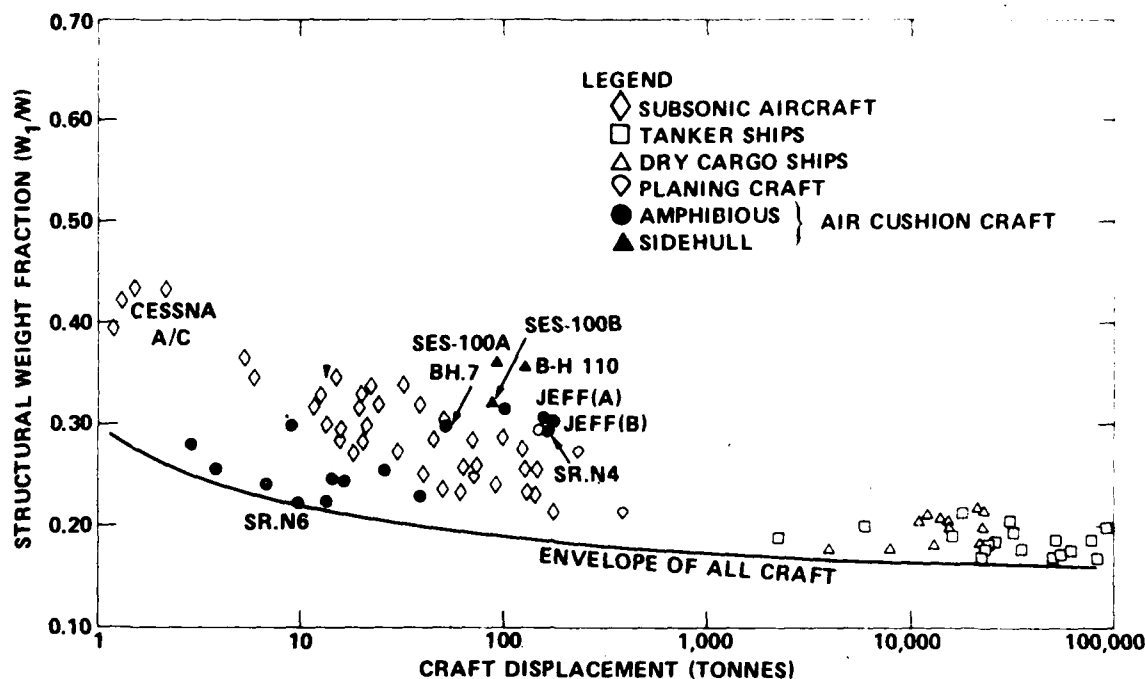 0.70
0.60
0.50
0.40
0.30
0.20
0.10
STRUCTURAL WEIGHT FRACTION (W1/W)
LEGEND
SUBSONIC AIRCRAFT
TANKER SHIPS
DRY CARGO SHIPS
PLANING CRAFT
AMPHIBIOUS
SIDEHULL
AIR CUSHION CRAFT
CESSNA
A/C
SES-100B
SES-100A
BH.7
B-H 110
JEFF(A)
JEFF(B)
SR.N4
SR.N6
ENVELOPE OF ALL CRAFT
1
10
100
1,000
10,000
100,000
CRAFT DISPLACEMENT (TONNES)